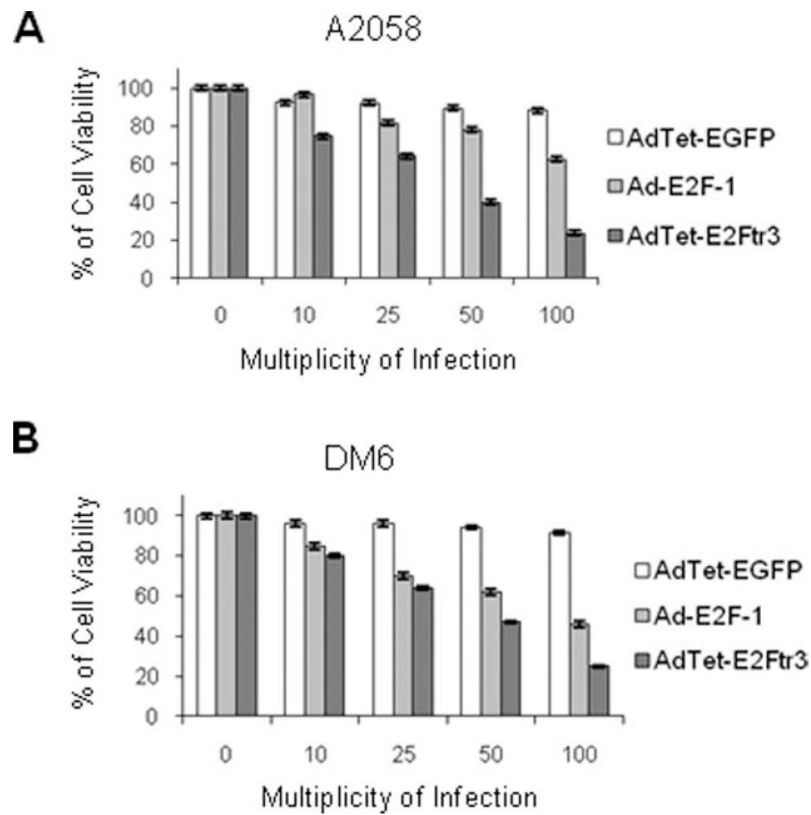 A
A2058
% of Cell Viability
100
80
60
40
20
0
0 10 25 50 100
Multiplicity of Infection
AdTet-EGFP
Ad-E2F-1
AdTet-E2Ftr3
B
DM6
% of Cell Viability
100
80
60
40
20
0
0 10 25 50 100
Multiplicity of Infection
AdTet-EGFP
Ad-E2F-1
AdTet-E2Ftr3